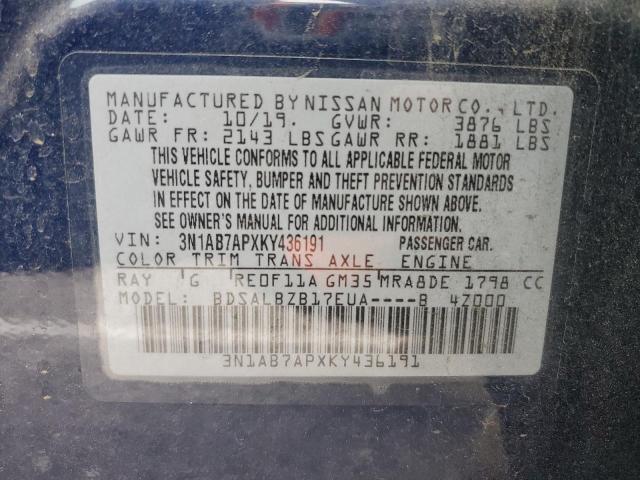 MANUFACTURED BY NISSAN MOTOR CO., LTD.
DATE: 10/19. GVWR: 3876 LBS
GAWR FR: 2143 LBS GAWR RR: 1881 LBS
THIS VEHICLE CONFORMS TO ALL APPLICABLE FEDERAL MOTOR
VEHICLE SAFETY, BUMPER AND THEFT PREVENTION STANDARDS
IN EFFECT ON THE DATE OF MANUFACTURE SHOWN ABOVE.
SEE OWNER'S MANUAL FOR ADDITIONAL INFORMATION.
VIN: 3N1AB7APXKY436191 PASSENGER CAR.
COLOR TRIM TRANS AXLE ENGINE
RAY G RE0F11A GM35 MRA8DE 1798 CC
MODEL: BDSALBZB17EUA----B 4Z000
3N1AB7APXKY436191